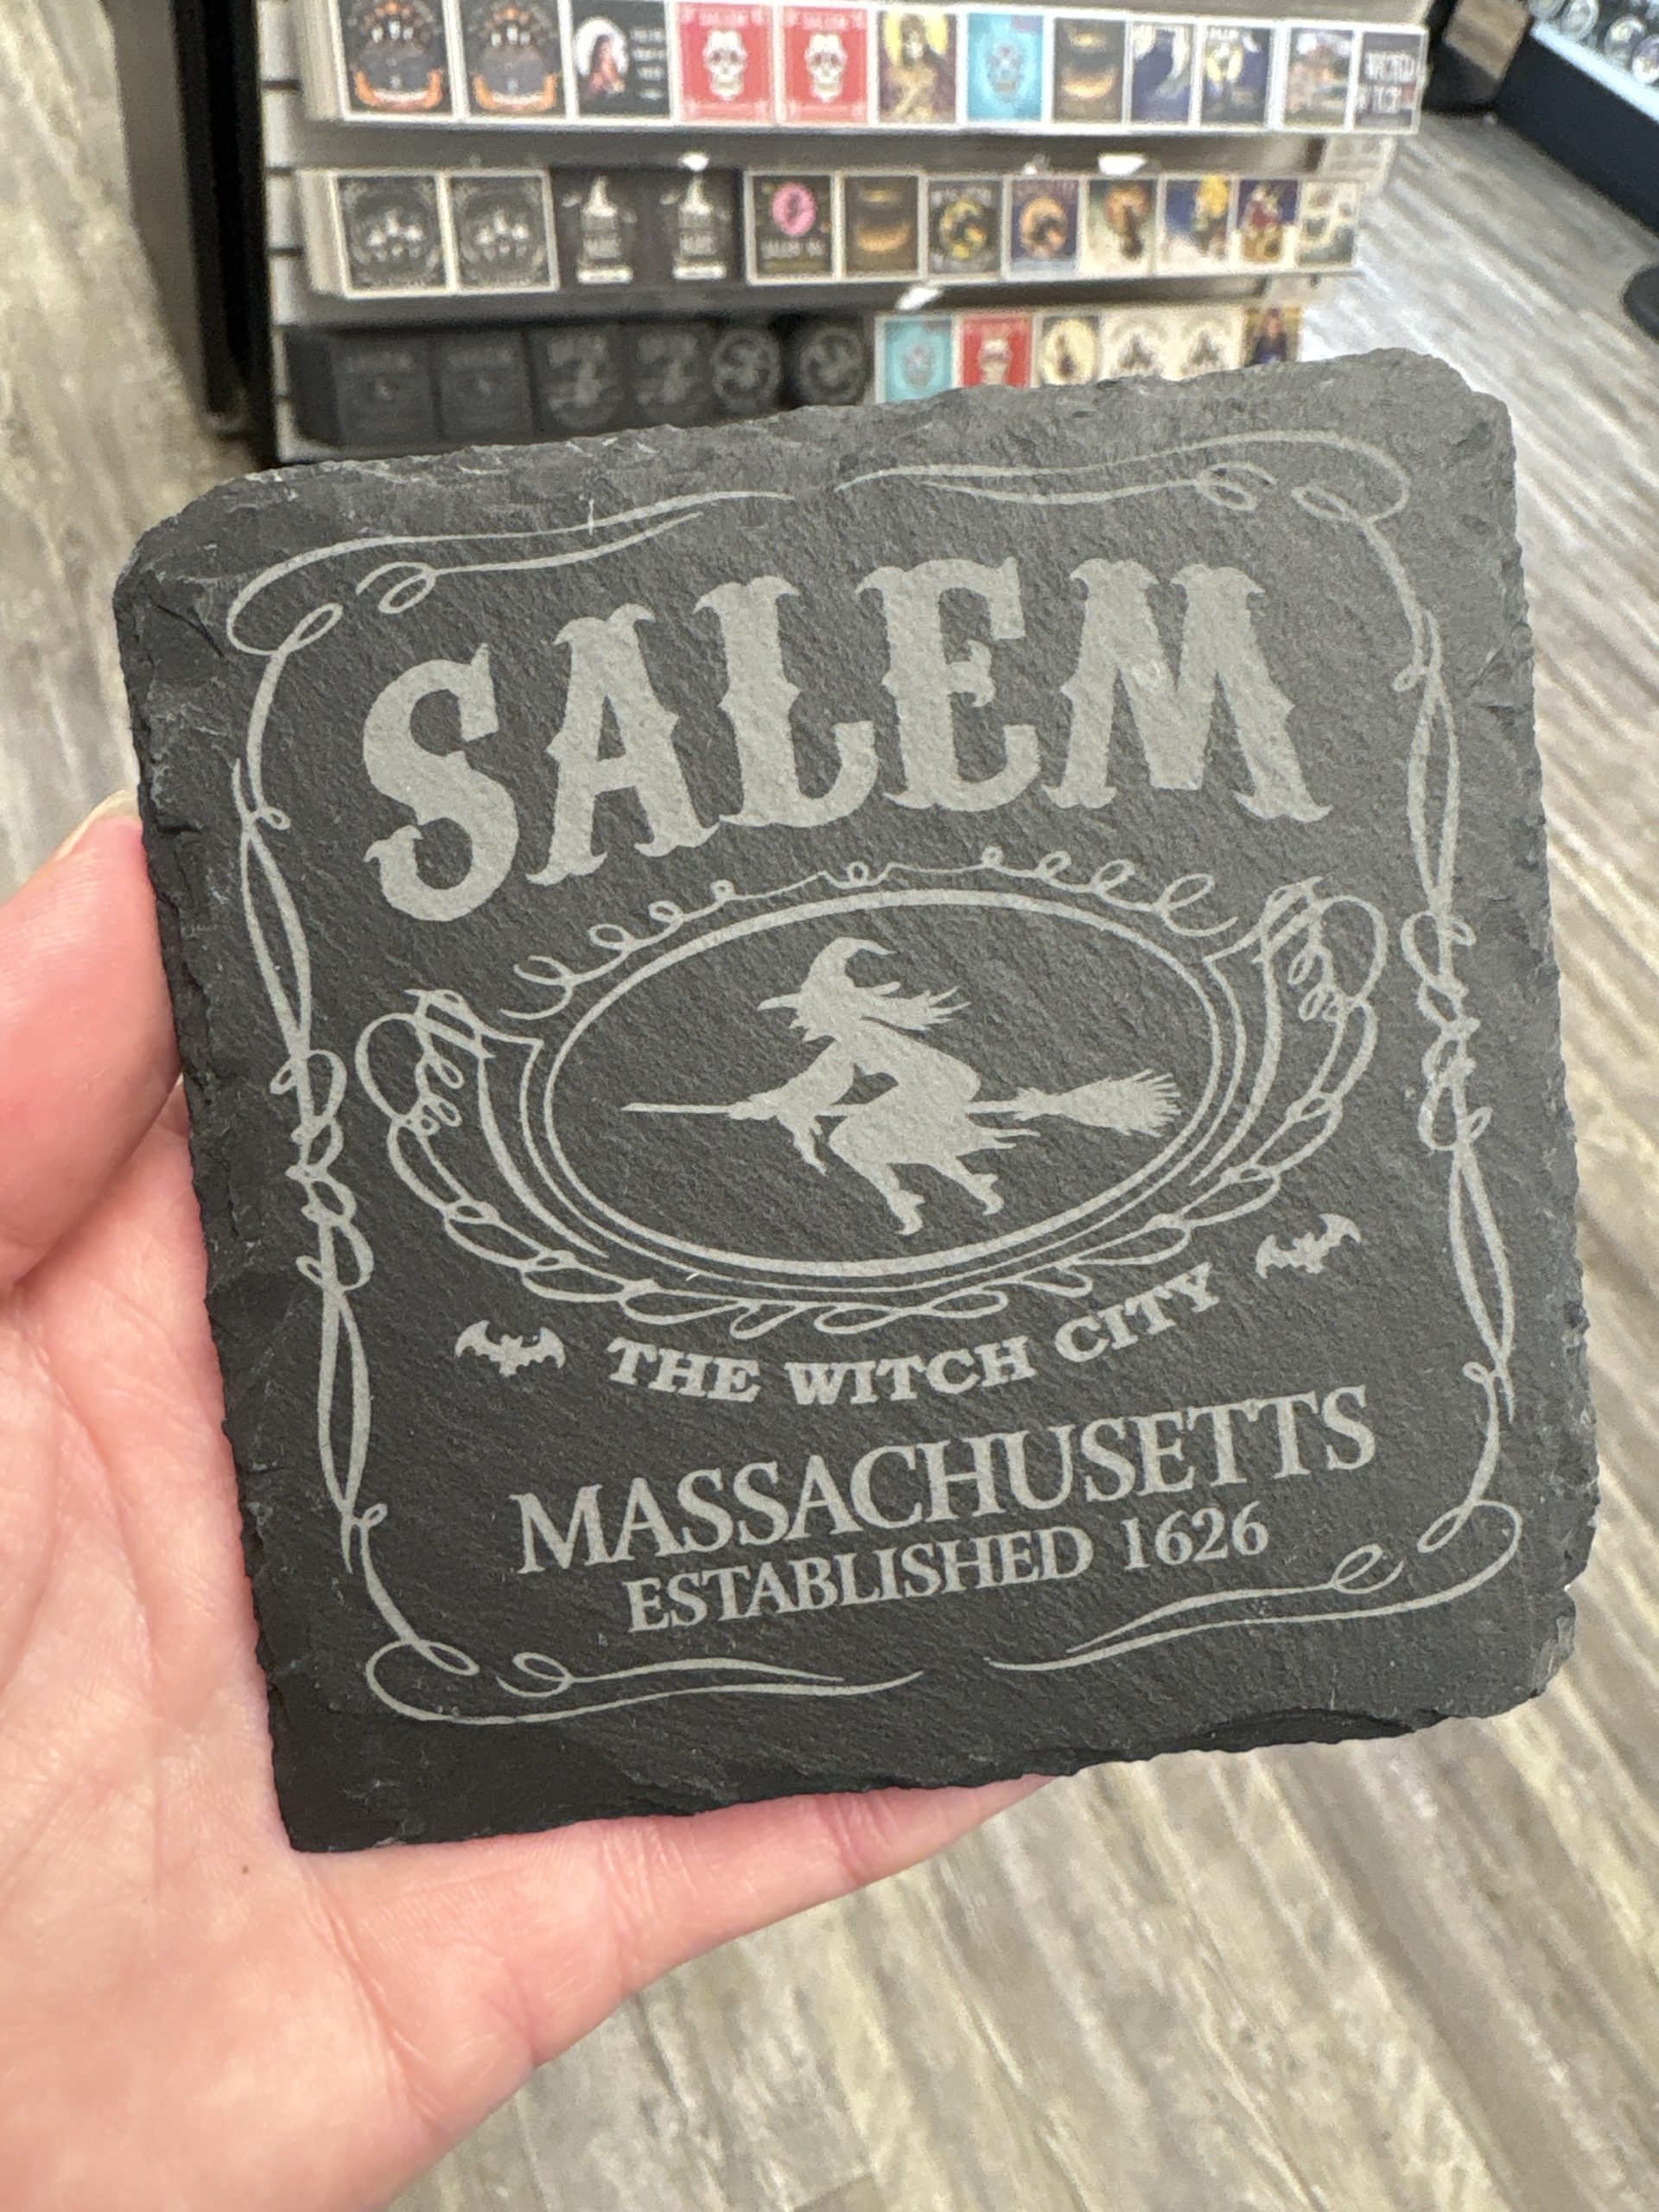 SALEM
THE WITCH CITY
MASSACHUSETTS
ESTABLISHED 1626